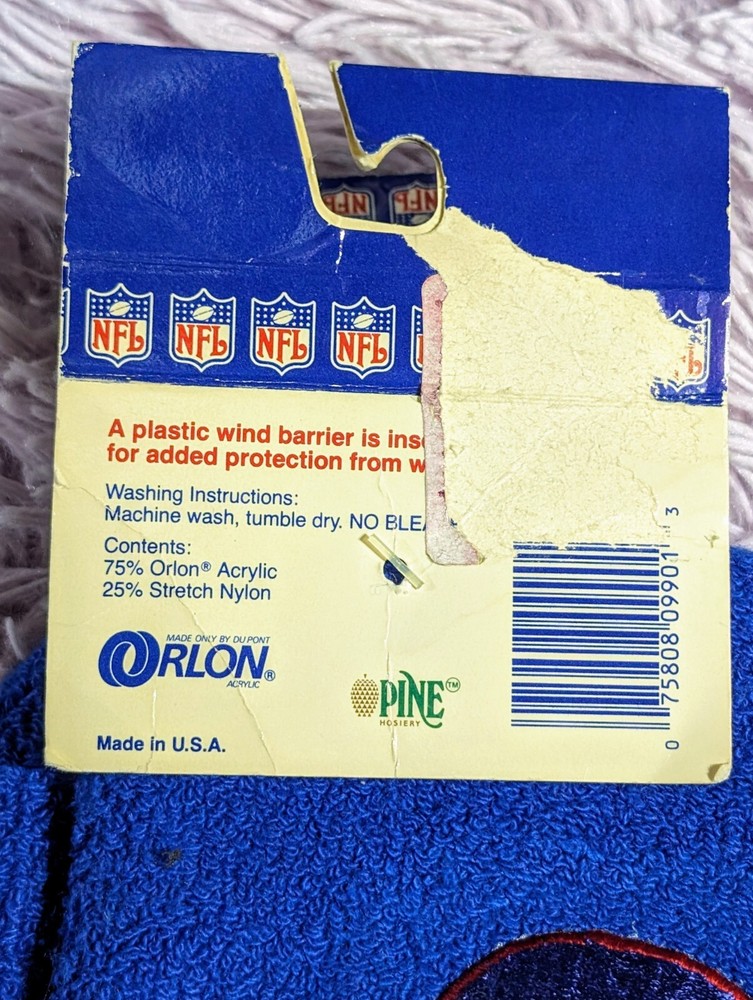 NFL NFL
NFL NFL NFL NFL
A plastic wind barrier is
for added protection from
Washing Instructions:
Machine wash, tumble dry. NO
Contents:
75% Orlon® Acrylic
25% Stretch Nylon
MADE ONLY BY DU PONT
ORLON®
ACRYLIC
PINE™
HOSIERY
Made in U.S.A.
0 75808 09901 3